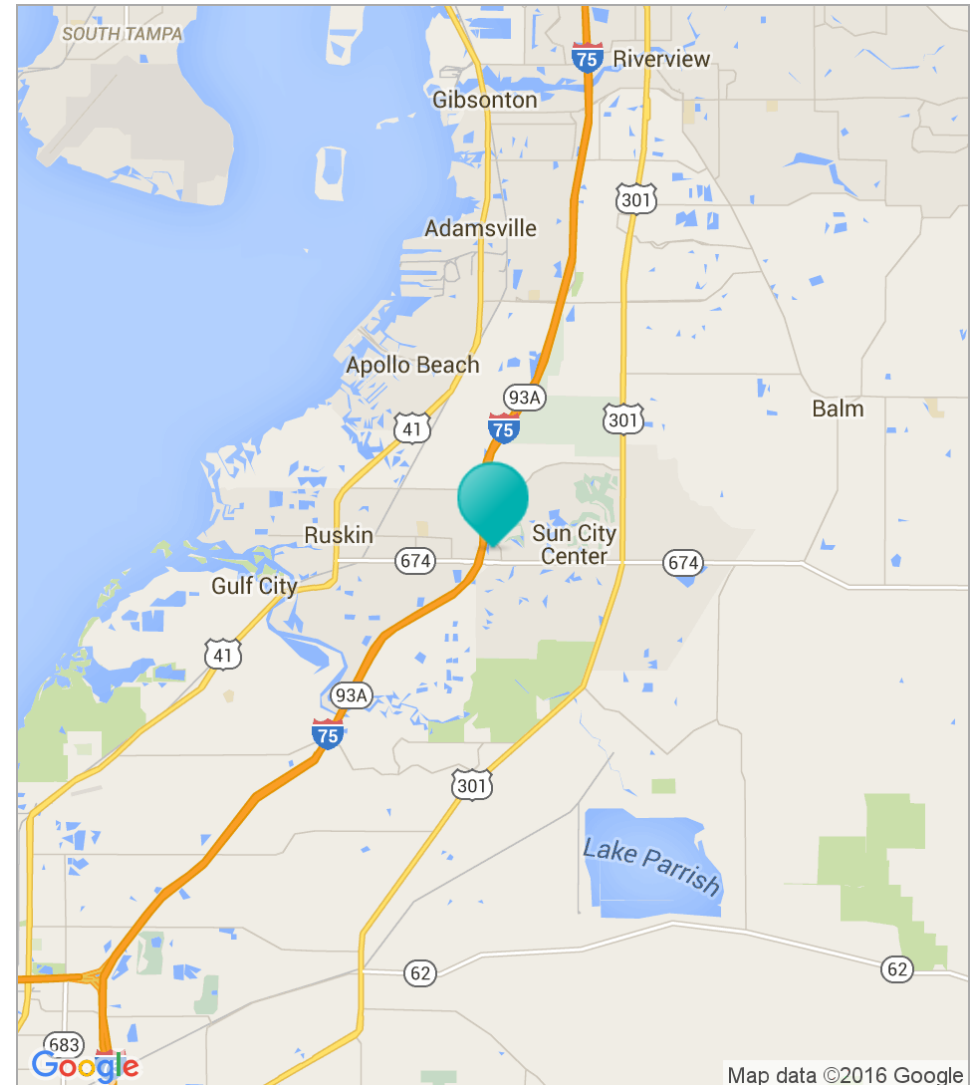 SOUTH TAMPA
75
Riverview
Gibsonton
301
Adamsville
Apollo Beach
93A
Balm
41
75
301
Ruskin
Sun City
Center
674
674
Gulf City
41
93A
75
301
Lake Parrish
62
62
683
Google
Map data ©2016 Google